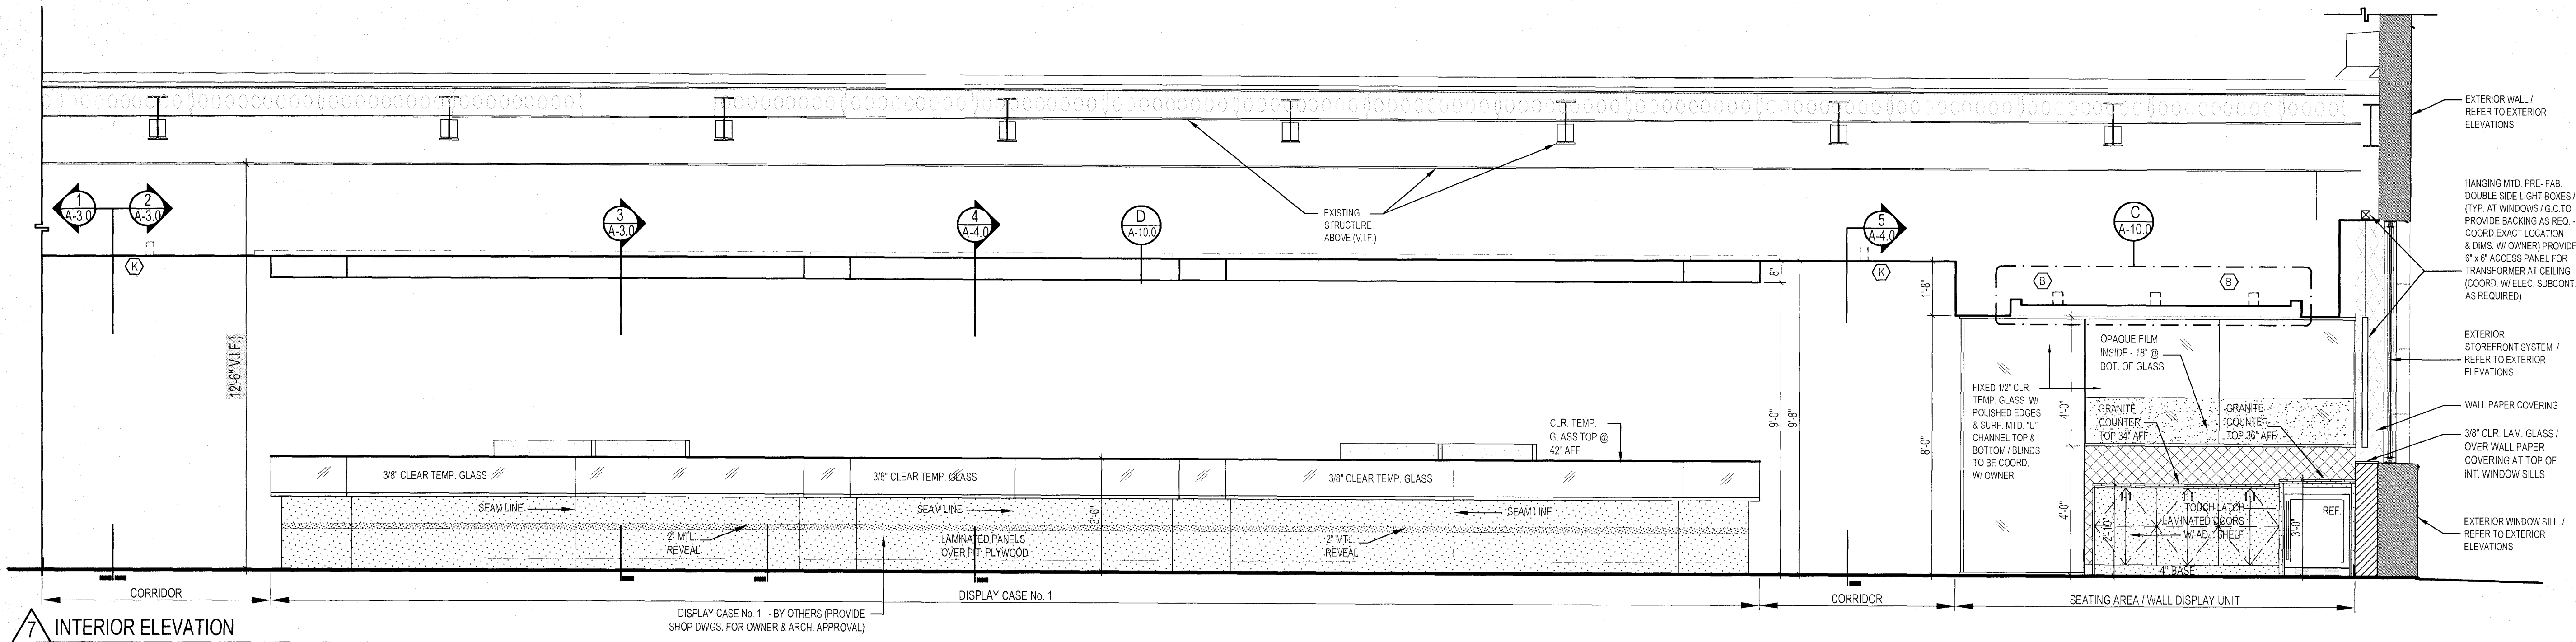 EXTERIOR WALL /
REFER TO EXTERIOR
ELEVATIONS
HANGING MTD. PRE- FAB.
DOUBLE SIDE LIGHT BOXES /
(TYP. AT WINDOWS / G.C.TO
PROVIDE BACKING AS REQ. -
COORD.EXACT LOCATION
& DIMS. W/ OWNER) PROVIDE
6" x 6" ACCESS PANEL FOR
TRANSFORMER AT CEILING
(COORD. W/ ELEC. SUBCONT.
AS REQUIRED)
1
A-3.0
2
A-3.0
3
A-3.0
4
A-4.0
D
A-10.0
EXISTING
STRUCTURE
ABOVE (V.I.F.)
5
A-4.0
C
A-10.0
K
K
B
B
8"
1'-8"
12'-6" V.I.F.)
9'-0"
9'-8"
8'-0"
4'-0"
4'-0"
EXTERIOR
STOREFRONT SYSTEM /
REFER TO EXTERIOR
ELEVATIONS
OPAQUE FILM
INSIDE - 18" @
BOT. OF GLASS
FIXED 1/2" CLR.
TEMP. GLASS W/
POLISHED EDGES
& SURF. MTD. "U"
CHANNEL TOP &
BOTTOM / BLINDS
TO BE COORD.
W/ OWNER
GRANITE
COUNTER
TOP 34" AFF
GRANITE
COUNTER
TOP 36" AFF
WALL PAPER COVERING
3/8" CLR. LAM. GLASS /
OVER WALL PAPER
COVERING AT TOP OF
INT. WINDOW SILLS
CLR. TEMP.
GLASS TOP @
42" AFF
3/8" CLEAR TEMP. GLASS
3/8" CLEAR TEMP. GLASS
3/8" CLEAR TEMP. GLASS
SEAM LINE
SEAM LINE
SEAM LINE
3'-6"
2" MTL.
REVEAL
LAMINATED PANELS
OVER P.T. PLYWOOD
2" MTL.
REVEAL
2'-10"
TOUCH LATCH
LAMINATED DOORS
W/ ADJ. SHELF
3'-0"
REF
4" BASE
EXTERIOR WINDOW SILL /
REFER TO EXTERIOR
ELEVATIONS
CORRIDOR
DISPLAY CASE No. 1
CORRIDOR
SEATING AREA / WALL DISPLAY UNIT
DISPLAY CASE No. 1 - BY OTHERS (PROVIDE
SHOP DWGS. FOR OWNER & ARCH. APPROVAL)
7 INTERIOR ELEVATION